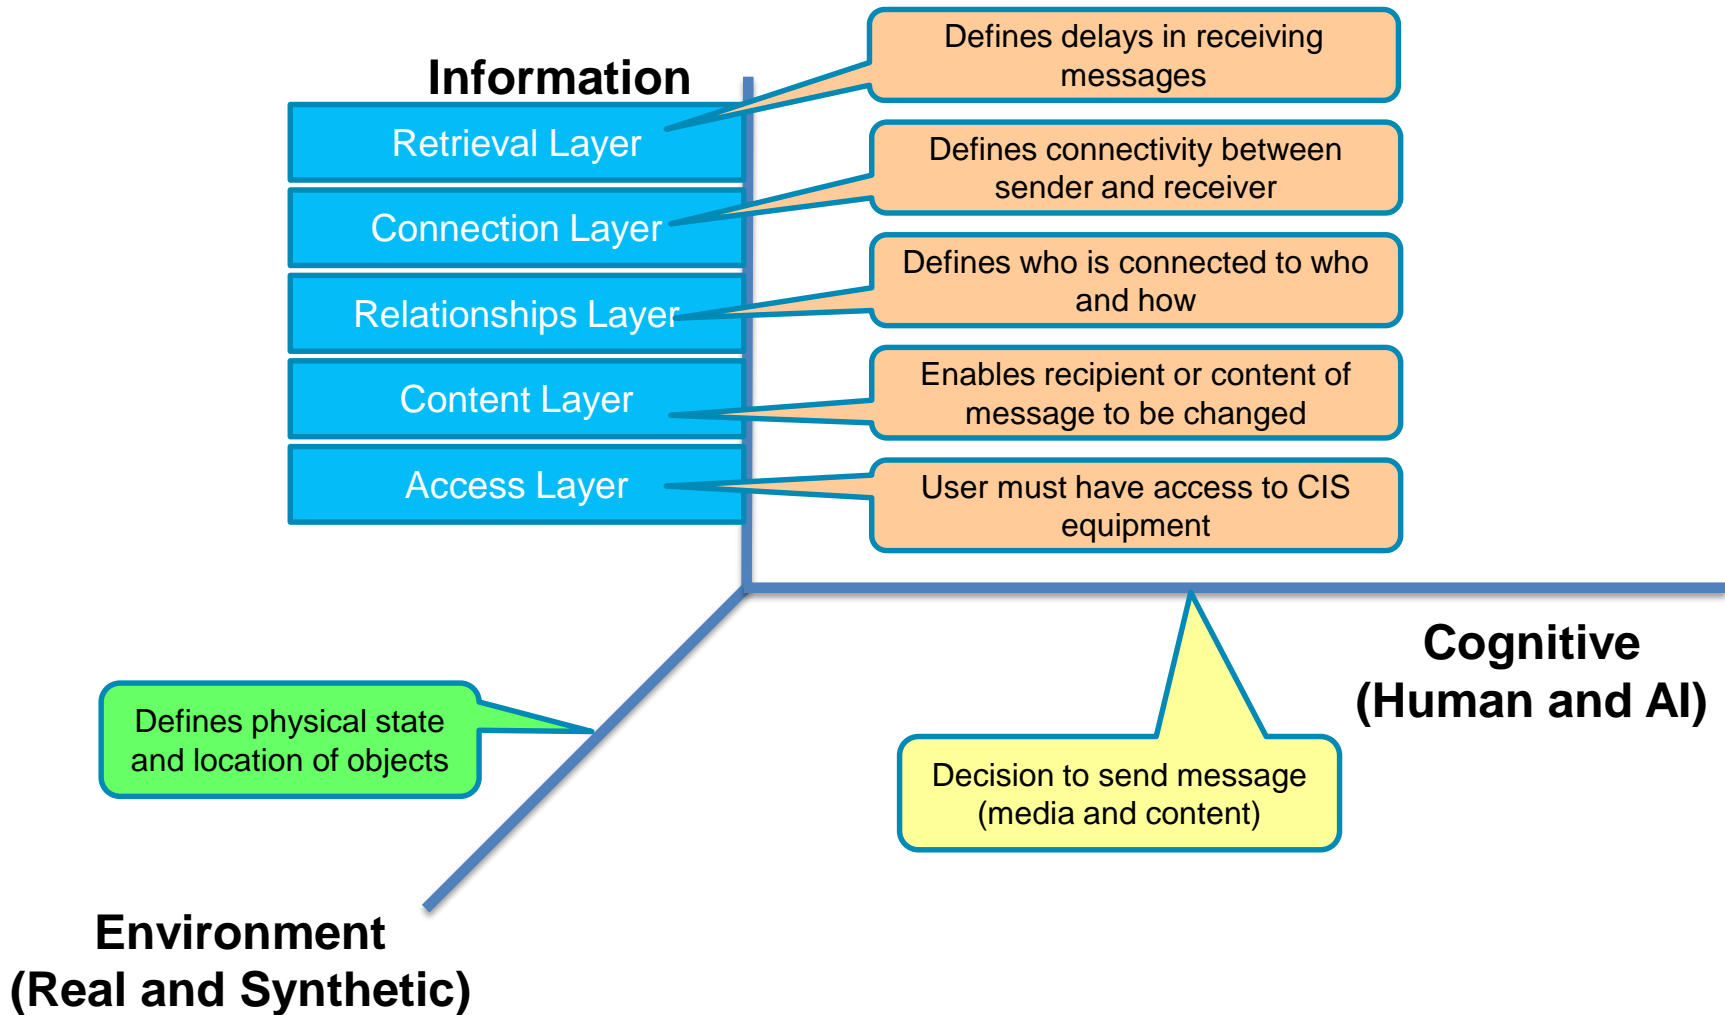 Information
Retrieval Layer
Connection Layer
Relationships Layer
Content Layer
Access Layer
Defines delays in receiving
messages
Defines connectivity between
sender and receiver
Defines who is connected to who
and how
Enables recipient or content of
message to be changed
User must have access to CIS
equipment
Cognitive
(Human and AI)
Defines physical state
and location of objects
Decision to send message
(media and content)
Environment
(Real and Synthetic)